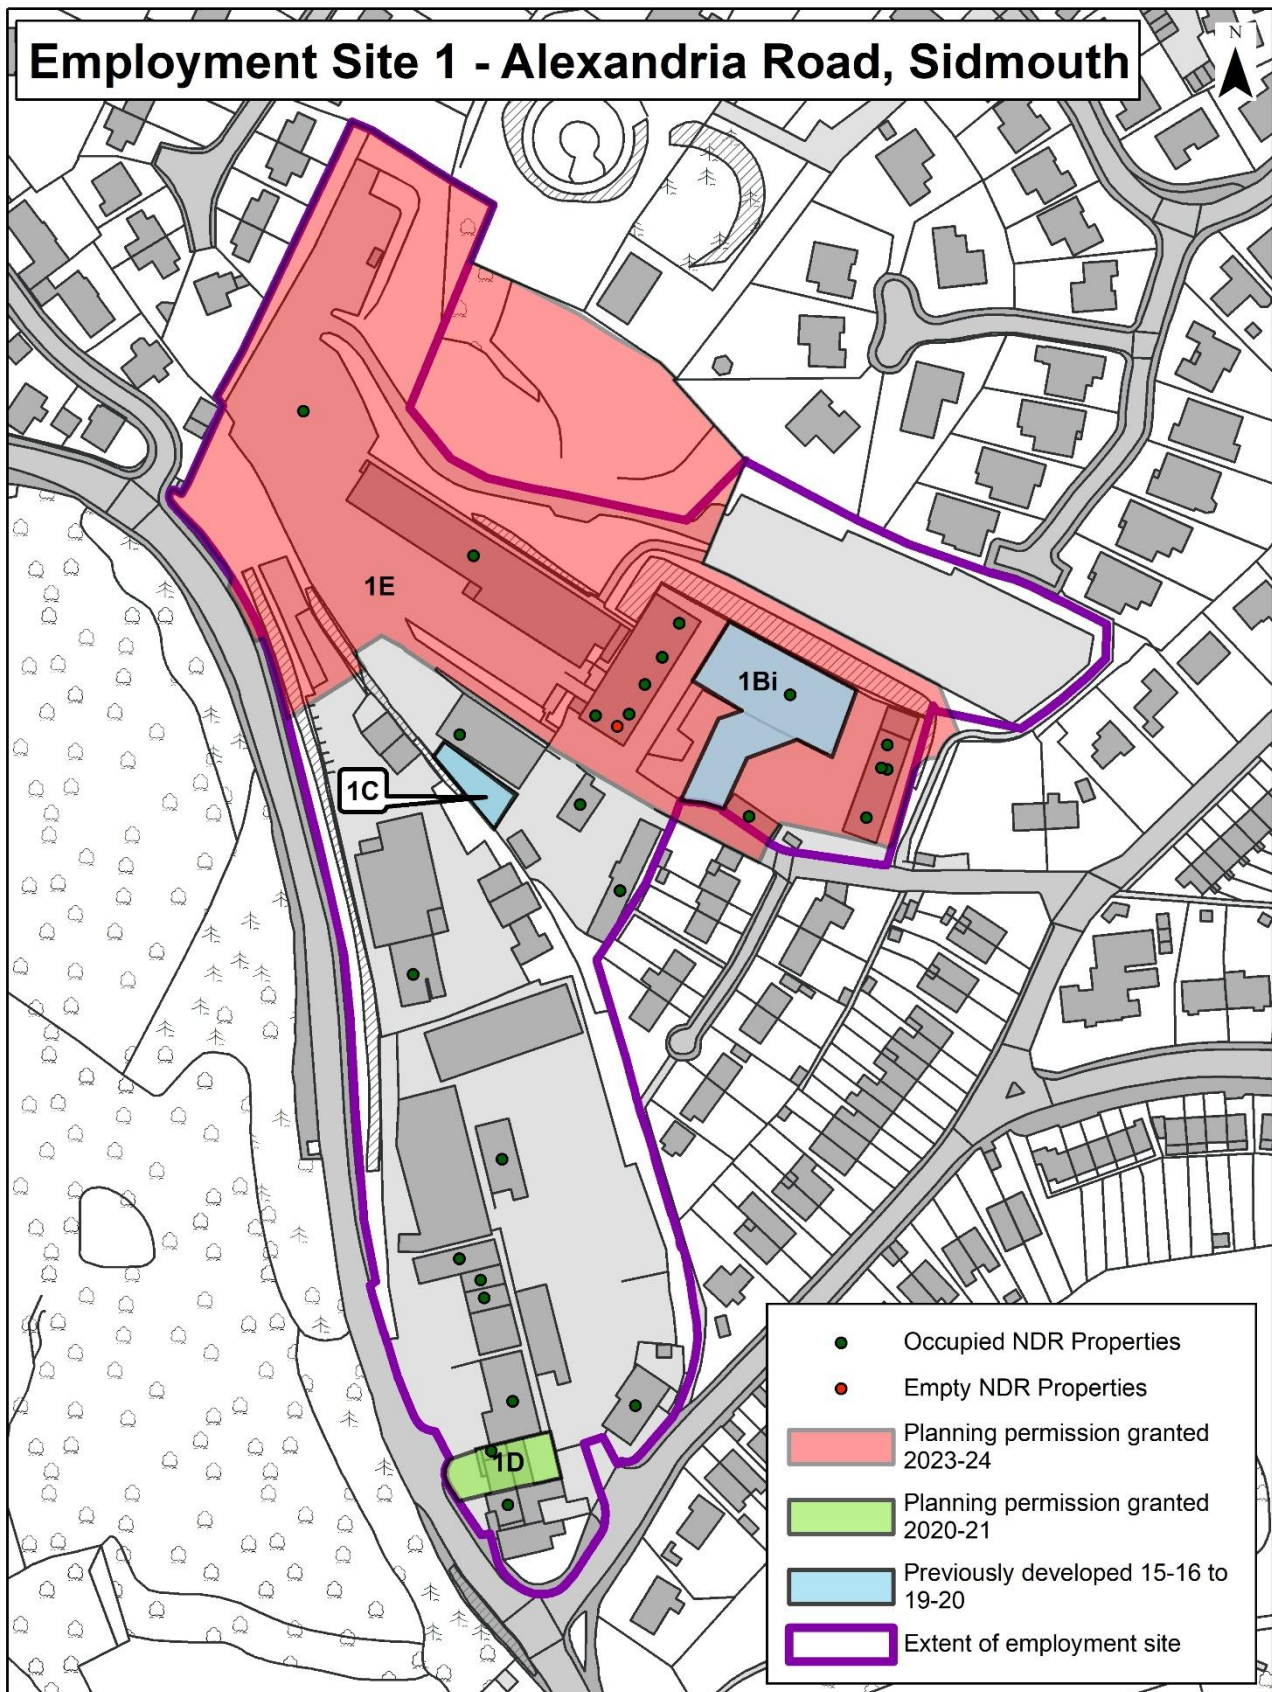 Employment Site 1 - Alexandria Road, Sidmouth
N
1E
1Bi
1C
1D
Occupied NDR Properties
Empty NDR Properties
Planning permission granted
2023-24
Planning permission granted
2020-21
Previously developed 15-16 to
19-20
Extent of employment site